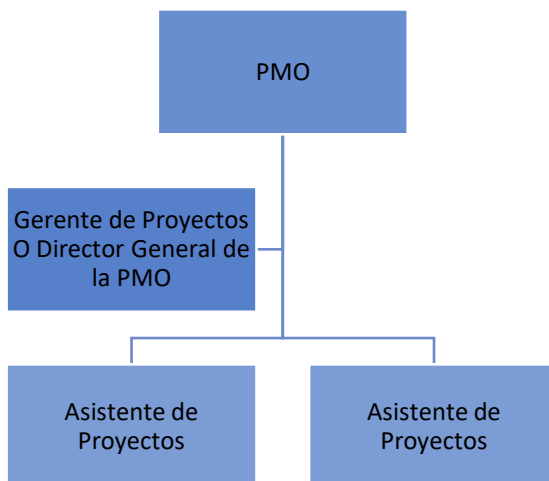 PMO
Gerente de Proyectos
O Director General de
la PMO
Asistente de
Proyectos
Asistente de
Proyectos